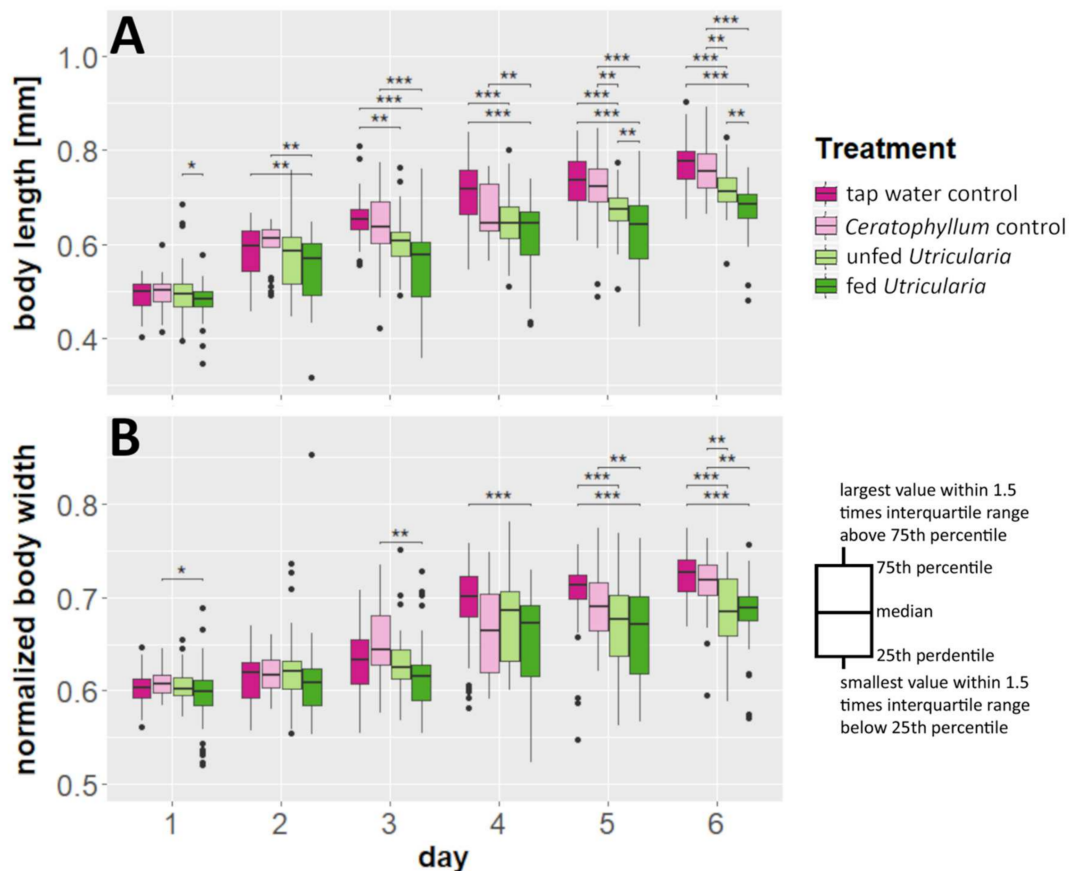 A
body length [mm]
1.0
0.8
0.6
0.4
***
**
***
***
***
***
**
***
**
***
***
**
***
**
***
***
***
**
**
**
**
*
Treatment
tap water control
Ceratophyllum control
unfed Utricularia
fed Utricularia
B
normalized body width
0.8
0.7
0.6
0.5
**
**
**
***
***
***
***
***
**
*
1 2 3 4 5 6
day
largest value within 1.5
times interquartile range
above 75th percentile
75th percentile
median
25th perdentile
smallest value within 1.5
times interquartile range
below 25th percentile